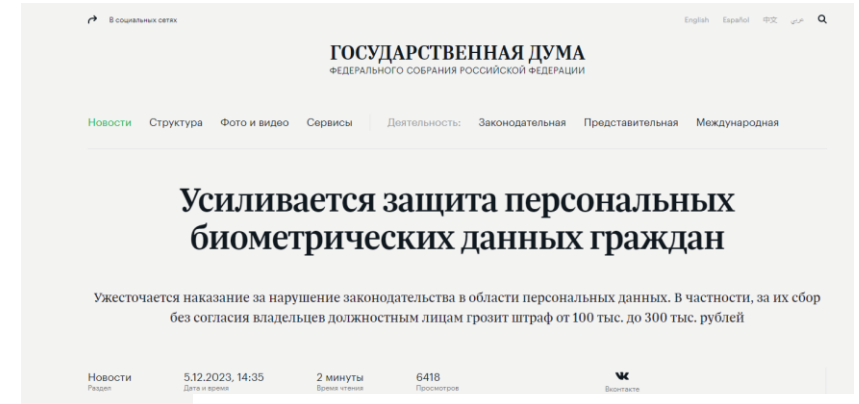 В социальных сетях
English Español 中文 عربي
ГОСУДАРСТВЕННАЯ ДУМА
ФЕДЕРАЛЬНОГО СОБРАНИЯ РОССИЙСКОЙ ФЕДЕРАЦИИ
Новости Структура Фото и видео Сервисы Деятельность: Законодательная Представительная Международная
Усиливается защита персональных
биометрических данных граждан
Ужесточается наказание за нарушение законодательства в области персональных данных. В частности, за их сбор
без согласия владельцев должностным лицам грозит штраф от 100 тыс. до 300 тыс. рублей
Новости 5.12.2023, 14:35 2 минуты 6418
Раздел Дата и время Время чтения Просмотров Вконтакте